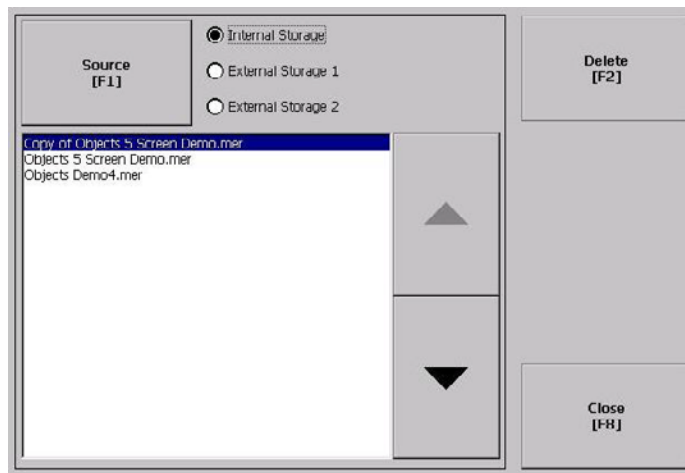 Source
[F1]
Internal Storage
External Storage 1
External Storage 2
Delete
[F2]
Copy of Objects 5 Screen Demo.mer
Objects 5 Screen Demo.mer
Objects Demo4.mer
Close
[F8]